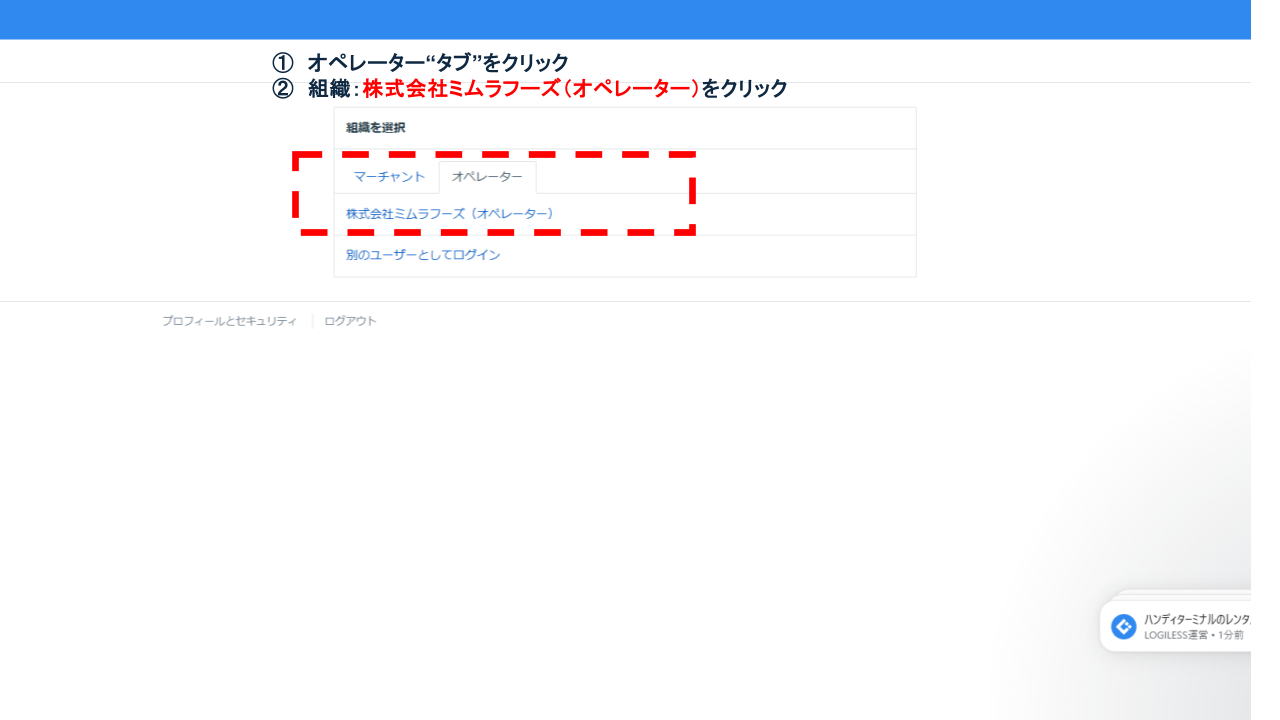 ① オペレーター“タブ”をクリック
② 組織：株式会社ミムラフーズ（オペレーター）をクリック
組織を選択
マーチャント オペレーター
株式会社ミムラフーズ（オペレーター）
別のユーザーとしてログイン
プロフィールとセキュリティ ログアウト
ハンディターミナルのレンタ
LOGILESS運営・1分前